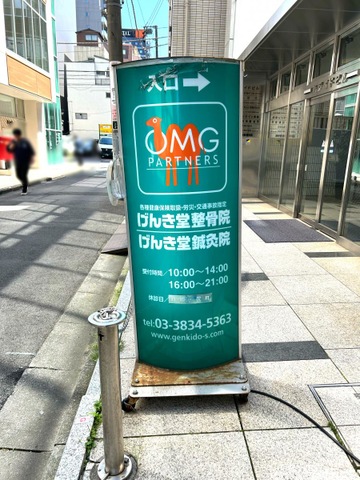 入口 →
OMG
PARTNERS
各種健康保険取扱・労災・交通事故指定
げんき堂整骨院
げんき堂鍼灸院
受付時間/10:00~14:00
16:00~21:00
休診日/
tel:03-3834-5363
www.genkido-s.com